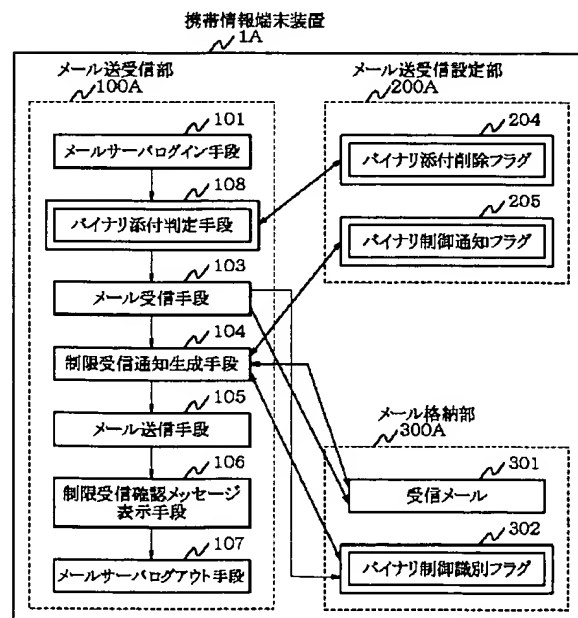 携帯情報端末装置
1A
メール送受信部
100A
101
メールサーバログイン手段
108
バイナリ添付判定手段
103
メール受信手段
104
制限受信通知生成手段
105
メール送信手段
106
制限受信確認メッセージ
表示手段
107
メールサーバログアウト手段
メール送受信設定部
200A
204
バイナリ添付削除フラグ
205
バイナリ制御通知フラグ
メール格納部
300A
301
受信メール
302
バイナリ制御識別フラグ